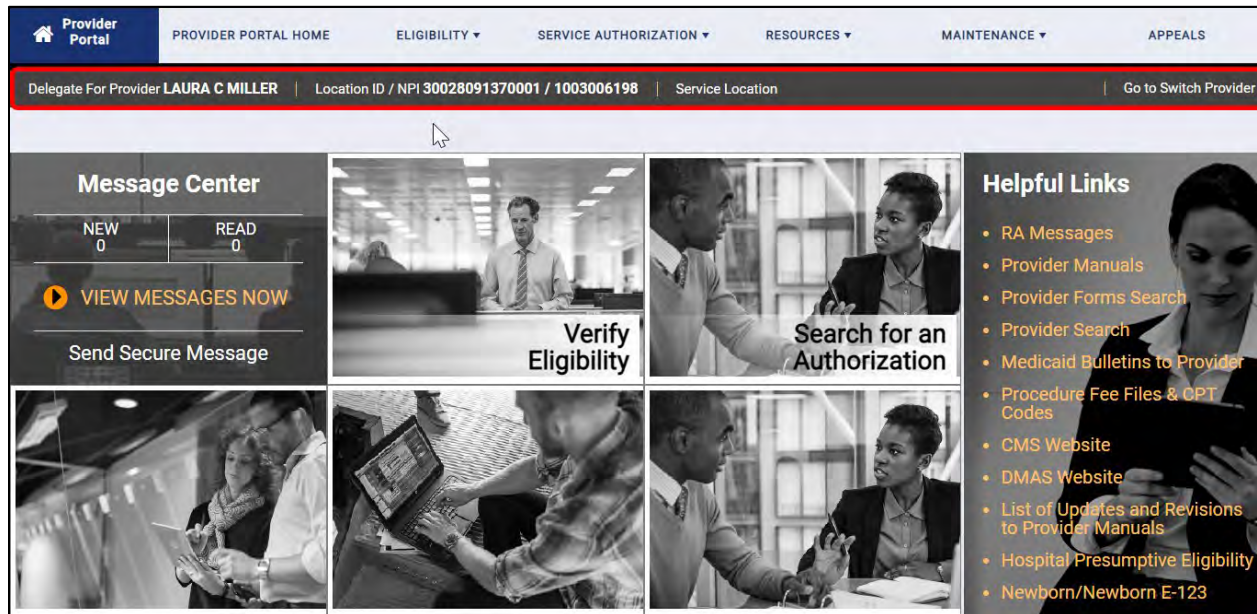 Provider
Portal
PROVIDER PORTAL HOME
ELIGIBILITY
SERVICE AUTHORIZATION
RESOURCES
MAINTENANCE
APPEALS
Delegate For Provider LAURA C MILLER | Location ID / NPI 30028091370001 / 1003006198 | Service Location | Go to Switch Provider
Message Center
NEW
0
READ
0
VIEW MESSAGES NOW
Send Secure Message
Verify
Eligibility
Search for an
Authorization
Helpful Links
• RA Messages
• Provider Manuals
• Provider Forms Search
• Provider Search
• Medicaid Bulletins to Provider
• Procedure Fee Files & CPT
Codes
• CMS Website
• DMAS Website
• List of Updates and Revisions
to Provider Manuals
• Hospital Presumptive Eligibility
• Newborn/Newborn E-123